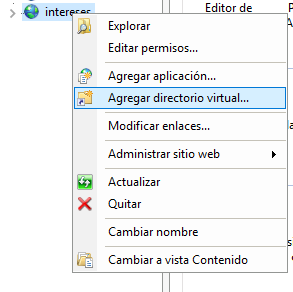 intereses
Editor de
Explorar
Editar permisos...
Agregar aplicación...
Agregar directorio virtual...
Modificar enlaces...
Administrar sitio web
Actualizar
Quitar
Cambiar nombre
Cambiar a vista Contenido